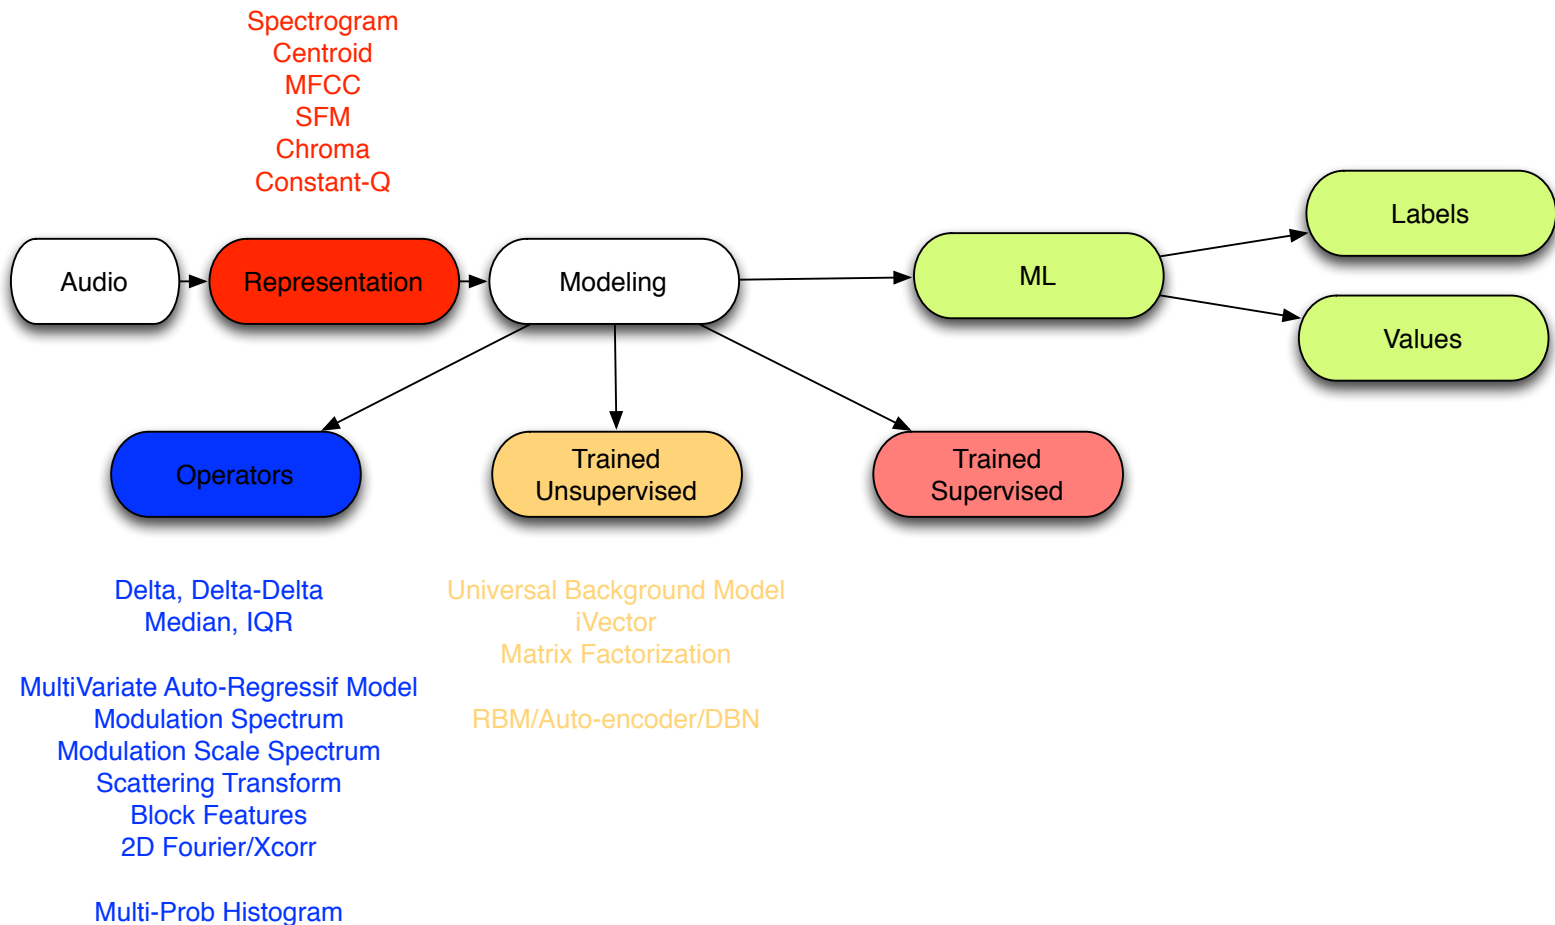 Spectrogram
Centroid
MFCC
SFM
Chroma
Constant-Q
Audio
Representation
Modeling
ML
Labels
Values
Operators
Trained
Unsupervised
Trained
Supervised
Delta, Delta-Delta
Median, IQR
MultiVariate Auto-Regressif Model
Modulation Spectrum
Modulation Scale Spectrum
Scattering Transform
Block Features
2D Fourier/Xcorr
Multi-Prob Histogram
Universal Background Model
iVector
Matrix Factorization
RBM/Auto-encoder/DBN